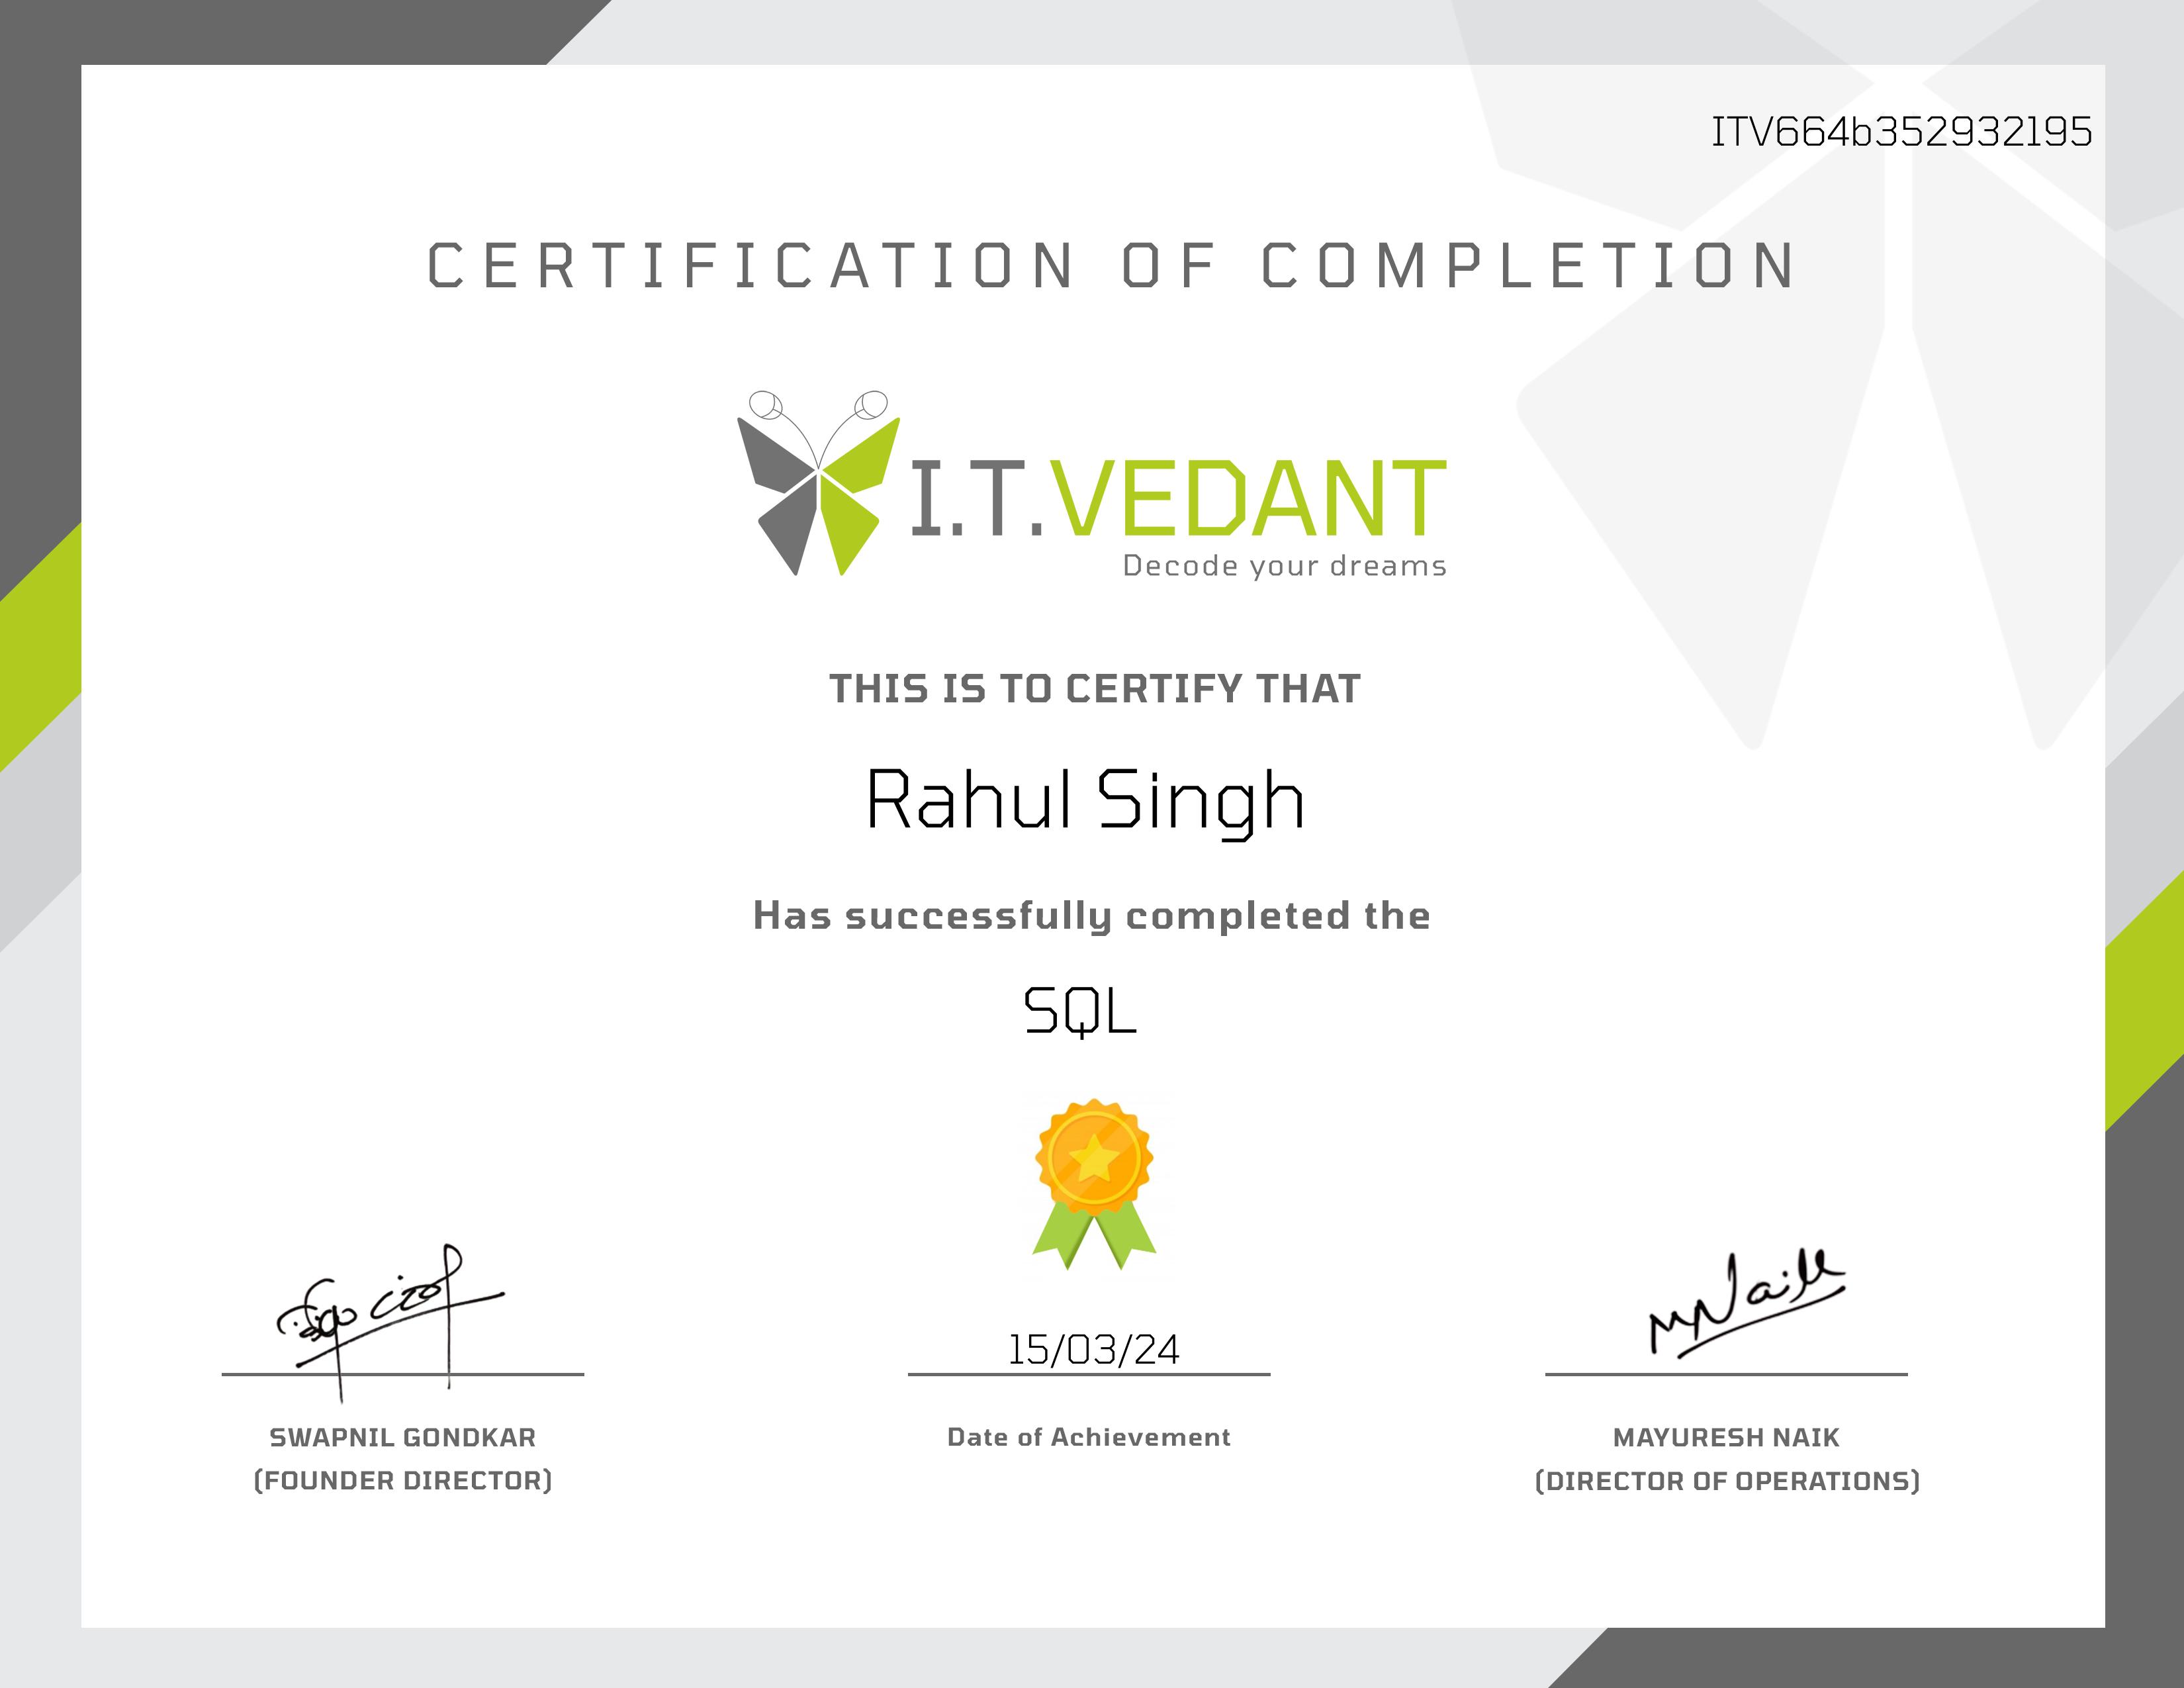 ITV664b352932195
CERTIFICATION OF COMPLETION
I.T.VEDANT
Decode your dreams
THIS IS TO CERTIFY THAT
Rahul Singh
Has successfully completed the
SQL
15/03/24
SWAPNIL GONDKAR
(FOUNDER DIRECTOR)
Date of Achievement
MAYURESH NAIK
(DIRECTOR OF OPERATIONS)